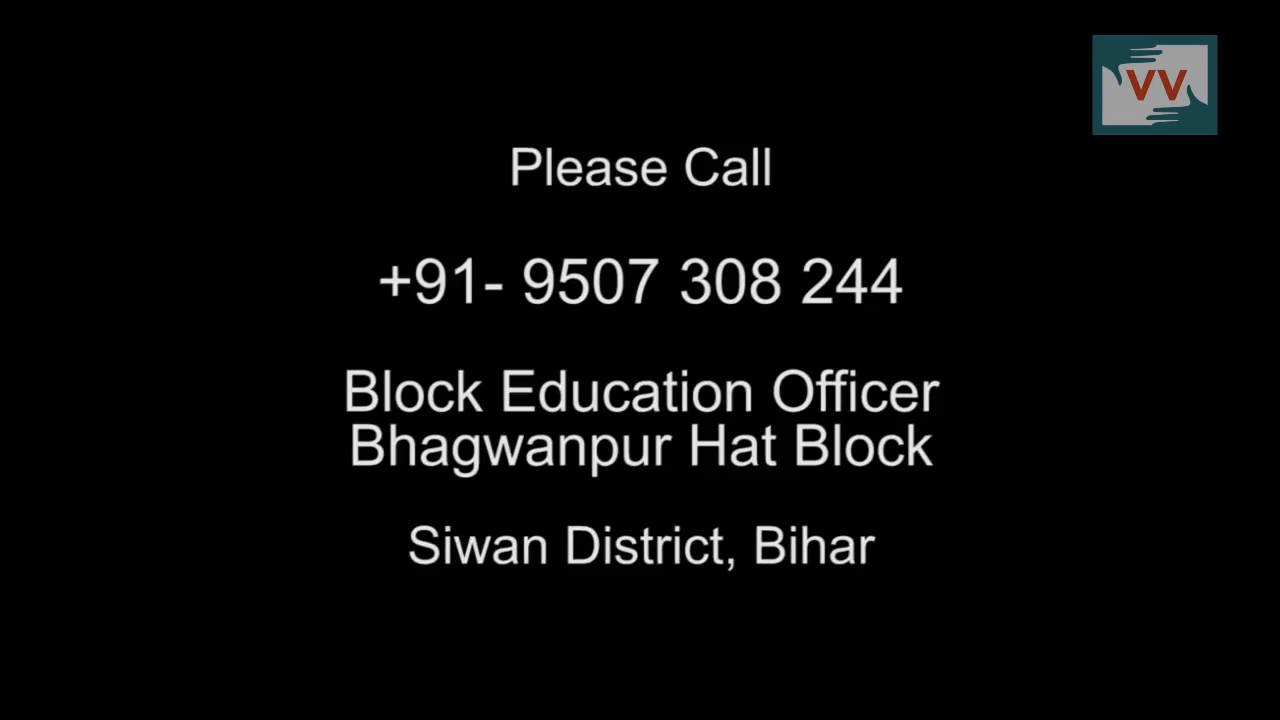 VV
Please Call
+91- 9507 308 244
Block Education Officer
Bhagwanpur Hat Block
Siwan District, Bihar